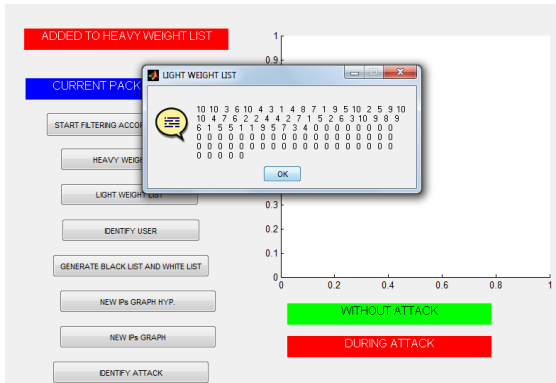 ADDED TO HEAVY WEIGHT LIST
CURRENT PACK
START FILTERING ACCOR
HEAVY WEIGH
LIGHT WEIGHT LIST
IDENTIFY USER
GENERATE BLACK LIST AND WHITE LIST
NEW IPs GRAPH HYP.
NEW IPs GRAPH
IDENTIFY ATTACK
LIGHT WEIGHT LIST
10 10 3 6 10 4 3 1 4 8 7 1 9 5 10 2 5 9 10
10 4 7 6 2 2 4 4 2 7 1 5 2 6 3 10 9 8 9
6 1 5 5 1 1 9 5 7 3 4 0 0 0 0 0 0 0
0 0 0 0 0 0 0 0 0 0 0 0 0 0 0 0 0 0
0 0 0 0 0 0 0 0 0 0 0 0 0 0 0 0 0 0
0 0 0 0 0
OK
1
0.9
0.3
0.2
0.1
0
0 0.2 0.4 0.6 0.8 1
WITHOUT ATTACK
DURING ATTACK